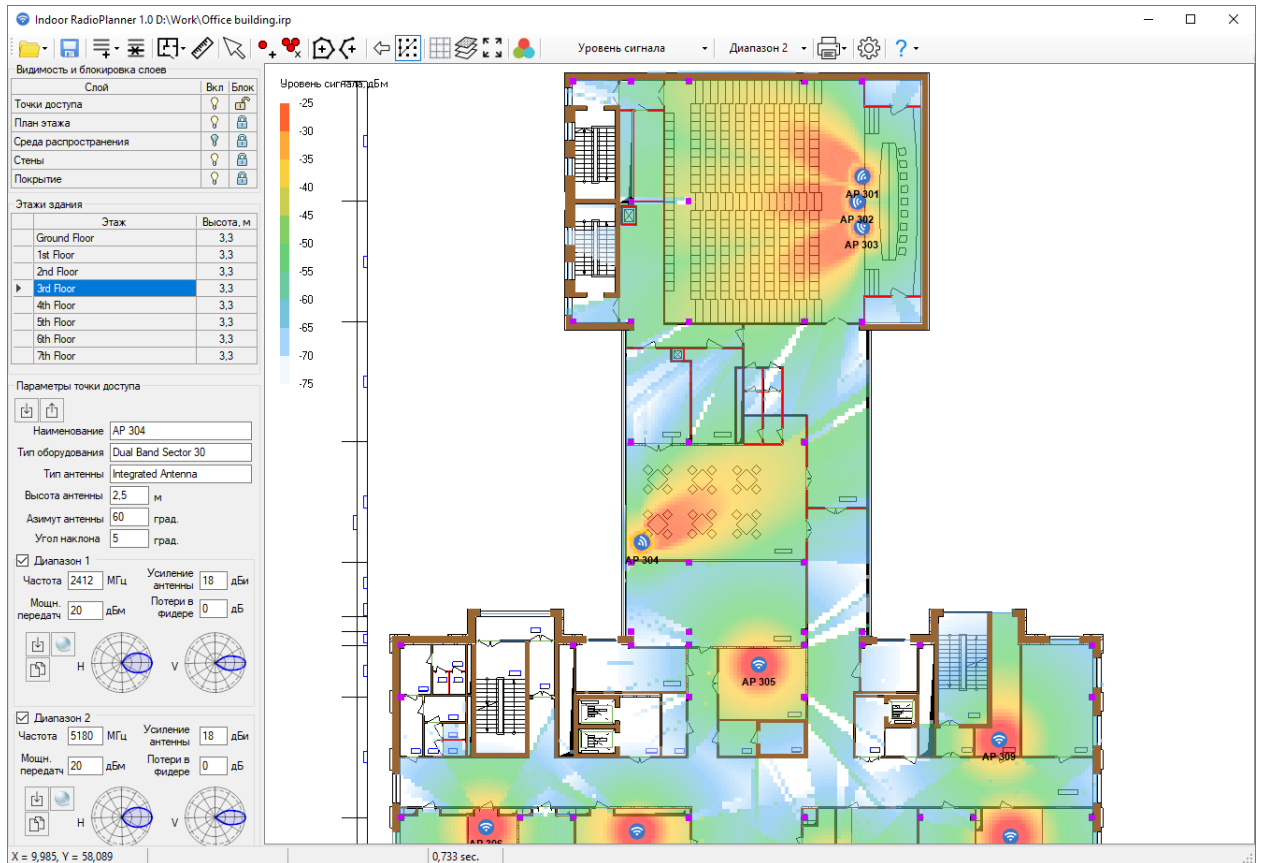 Indoor RadioPlanner 1.0 D:\Work\Office building.irp
Уровень сигнала
Диапазон 2
Видимость и блокировка слоев
Слой Вкл Блок
Точки доступа
План этажа
Среда распространения
Стены
Покрытие
Этажи здания
Этаж Высота, м
Ground Floor 3,3
1st Floor 3,3
2nd Floor 3,3
3rd Floor 3,3
4th Floor 3,3
5th Floor 3,3
6th Floor 3,3
7th Floor 3,3
Параметры точки доступа
Наименование AP 304
Тип оборудования Dual Band Sector 30
Тип антенны Integrated Antenna
Высота антенны 2,5 м
Азимут антенны 60 град.
Угол наклона 5 град.
Диапазон 1
Частота 2412 МГц Усиление антенны 18 дБи
Мощн. передатч 20 дБм Потери в фидере 0 дБ
H V
Диапазон 2
Частота 5180 МГц Усиление антенны 18 дБи
Мощн. передатч 20 дБм Потери в фидере 0 дБ
H V
Уровень сигнала, дБм
-25
-30
-35
-40
-45
-50
-55
-60
-65
-70
-75
AP 301
AP 302
AP 303
AP 304
AP 305
AP 309
AP 306
X = 9,985, Y = 58,089
0,733 sec.